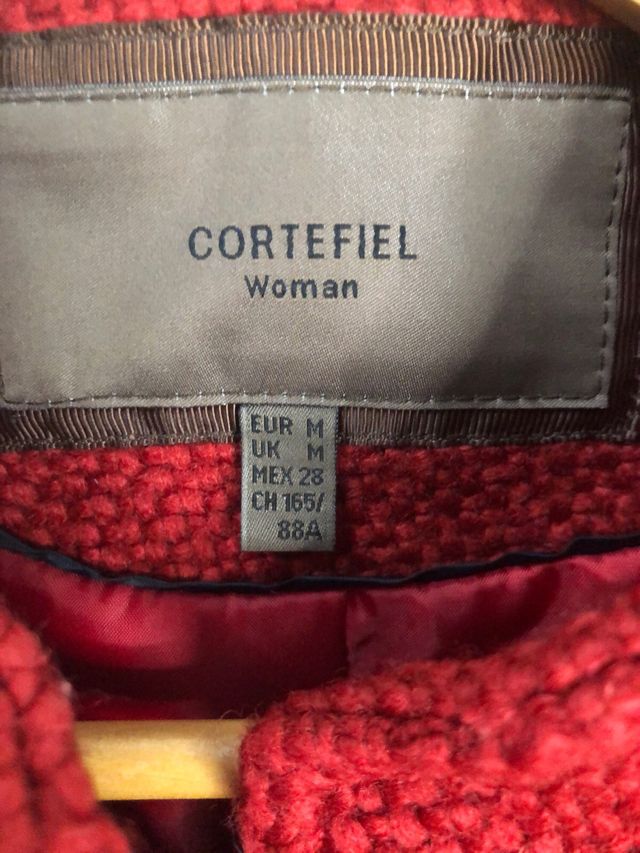 CORTEFIEL
Woman
EUR M
UK M
MEX 28
CH 165/
88A